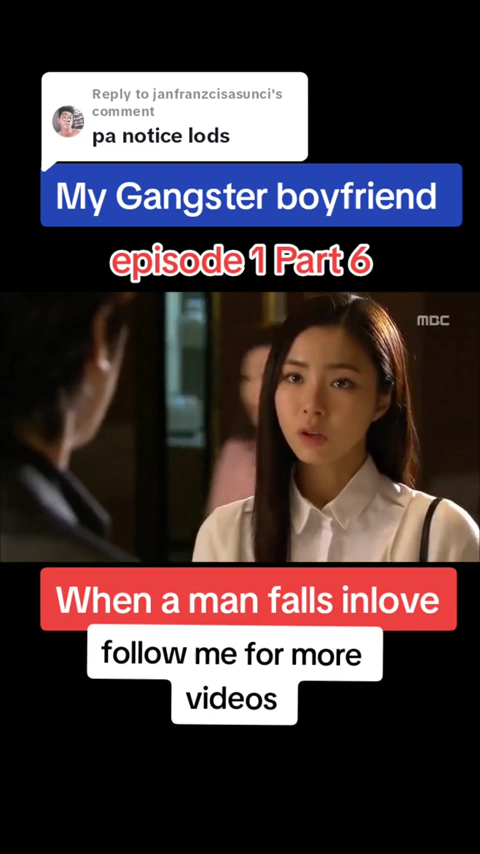 Reply to janfranzcisasunci's
comment
pa notice lods
My Gangster boyfriend
episode 1 Part 6
MBC
When a man falls inlove
follow me for more
videos